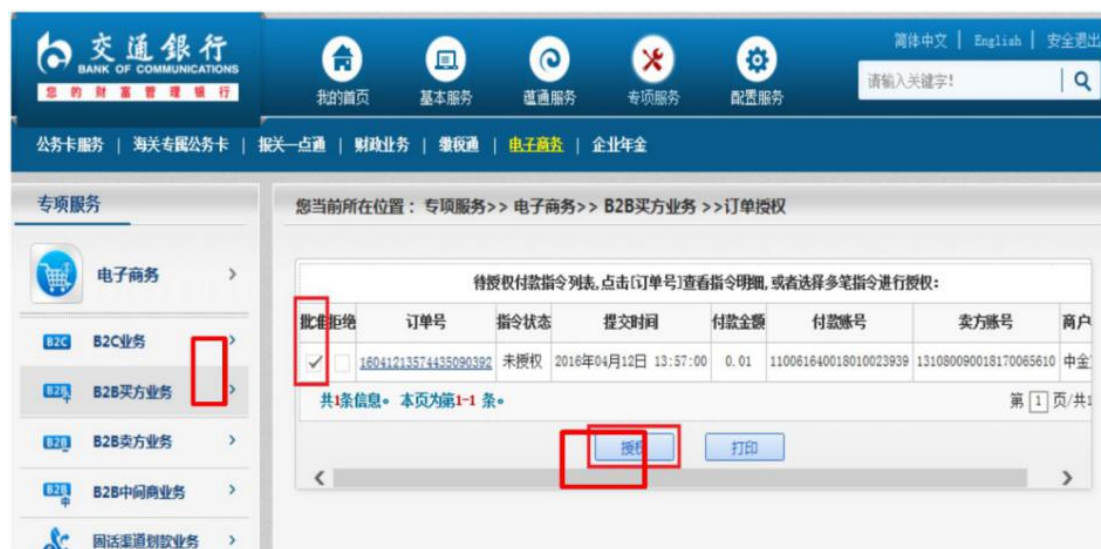 交通銀行
BANK OF COMMUNICATIONS
您的财富管理银行
我的首页 基本服务 蕴通服务 专项服务 配置服务
简体中文 | English | 安全退出
请输入关键字!
公务卡服务 | 海关专属公务卡 | 报关一点通 | 财政业务 | 缴税通 | 电子商务 | 企业年金
专项服务
您当前所在位置：专项服务>> 电子商务>> B2B买方业务 >>订单授权
电子商务
B2C B2C业务
B2B B2B买方业务
B2B B2B卖方业务
B2B中 B2B中间商业务
固话渠道划款业务
待授权付款指令列表,点击[订单号]查看指令明细,或者选择多笔指令进行授权:
批准 拒绝 订单号 指令状态 提交时间 付款金额 付款账号 卖方账号 商户
16041213574435090392 未授权 2016年04月12日 13:57:00 0.01 110061640018010023939 131080090018170065610 中金
共1条信息。 本页为第1-1 条。 第 1 页/共1
授权 打印